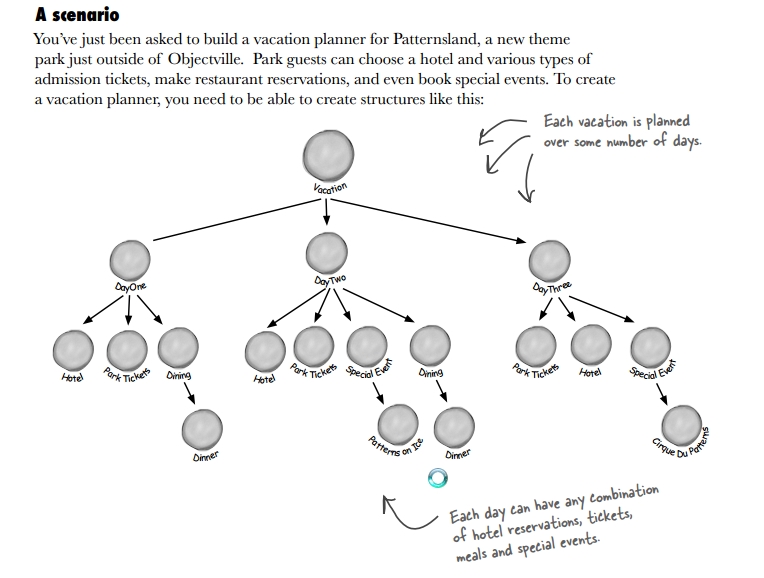 A scenario
You've just been asked to build a vacation planner for Patternsland, a new theme
park just outside of Objectville. Park guests can choose a hotel and various types of
admission tickets, make restaurant reservations, and even book special events. To create
a vacation planner, you need to be able to create structures like this:
Each vacation is planned
over some number of days.
Vacation
DayOne
DayTwo
DayThree
Hotel
Park Tickets
Dining
Hotel
Park Tickets
Special Event
Dining
Park Tickets
Hotel
Special Event
Dinner
Patterns on Ice
Dinner
Cirque Du Patterns
Each day can have any combination
of hotel reservations, tickets,
meals and special events.